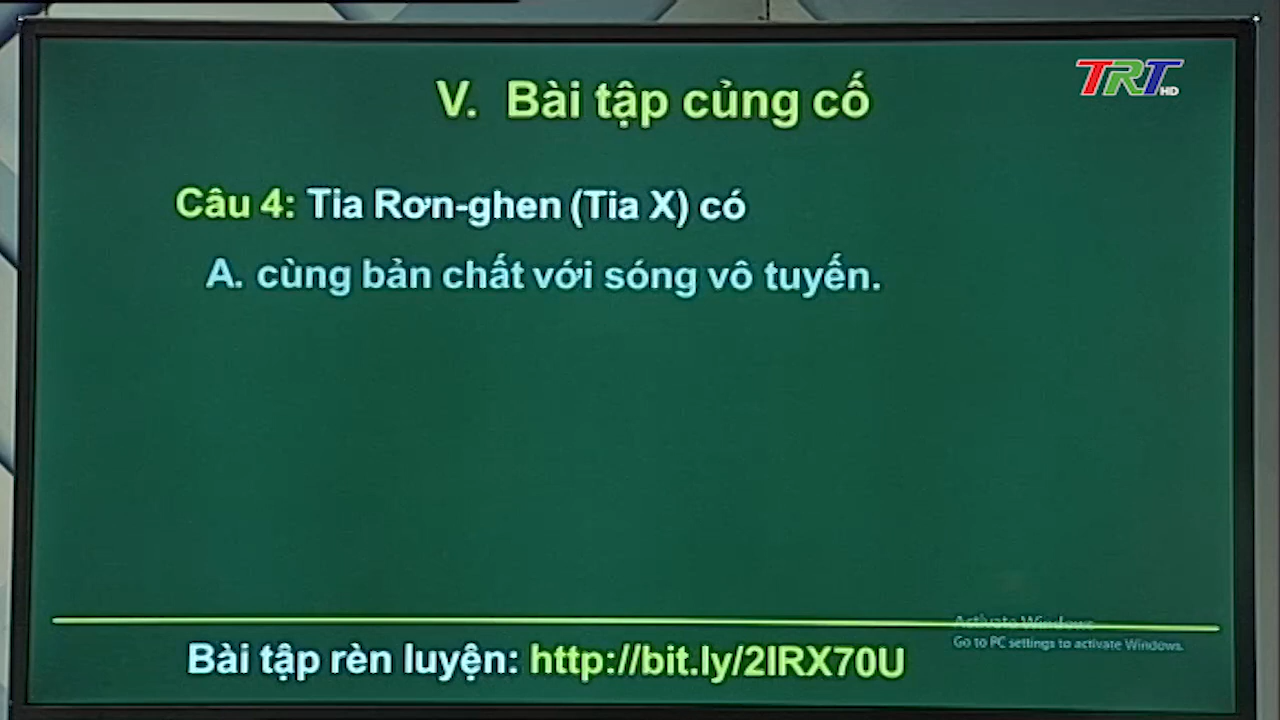 TRT HD
V. Bài tập củng cố
Câu 4: Tia Rơn-ghen (Tia X) có
A. cùng bản chất với sóng vô tuyến.
Activate Windows
Go to PC settings to activate Windows.
Bài tập rèn luyện: http://bit.ly/2IRX70U